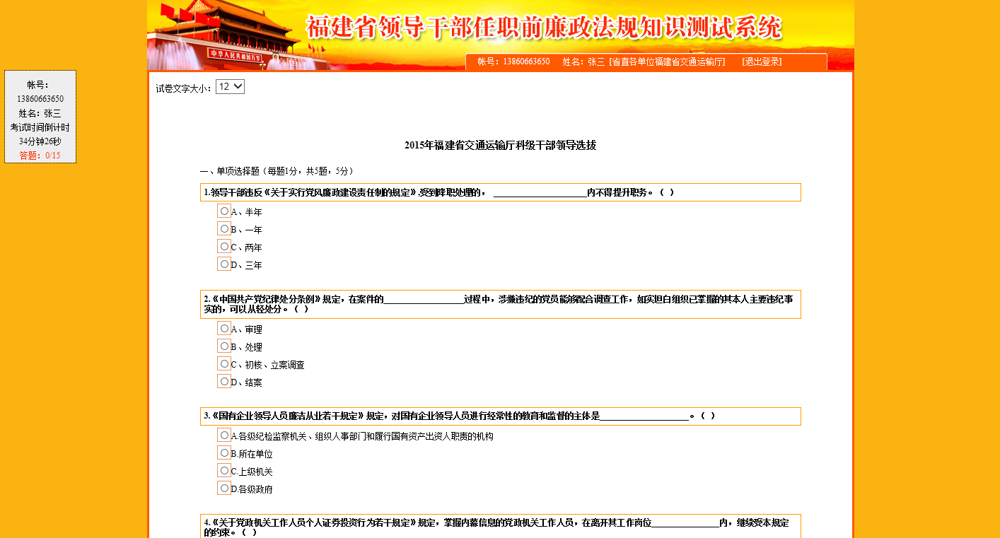 福建省领导干部任职前廉政法规知识测试系统
中华人民共和国万岁
帐号：13860663650 姓名：张三 [省直各单位福建省交通运输厅] [退出登录]
帐号：
13860663650
姓名：张三
考试时间倒计时
34分钟26秒
答题：0/15
试卷文字大小：12
2015年福建省交通运输厅科级干部领导选拔
一、单项选择题（每题1分，共5题，5分）
1.领导干部违反《关于实行党风廉政建设责任制的规定》,受到降职处理的，______________________内不得提升职务。（ ）
A、半年
B、一年
C、两年
D、三年
2.《中国共产党纪律处分条例》规定，在案件的___________________过程中，涉嫌违纪的党员能够配合调查工作，如实坦白组织已掌握的其本人主要违纪事
实的，可以从轻处分。（ ）
A、审理
B、处理
C、初核、立案调查
D、结案
3.《国有企业领导人员廉洁从业若干规定》规定，对国有企业领导人员进行经常性的教育和监督的主体是_____________________。（ ）
A.各级纪检监察机关、组织人事部门和履行国有资产出资人职责的机构
B.所在单位
C.上级机关
D.各级政府
4.《关于党政机关工作人员个人证券投资行为若干规定》规定，掌握内幕信息的党政机关工作人员，在离开其工作岗位________________内，继续受本规定
的约束。（ ）